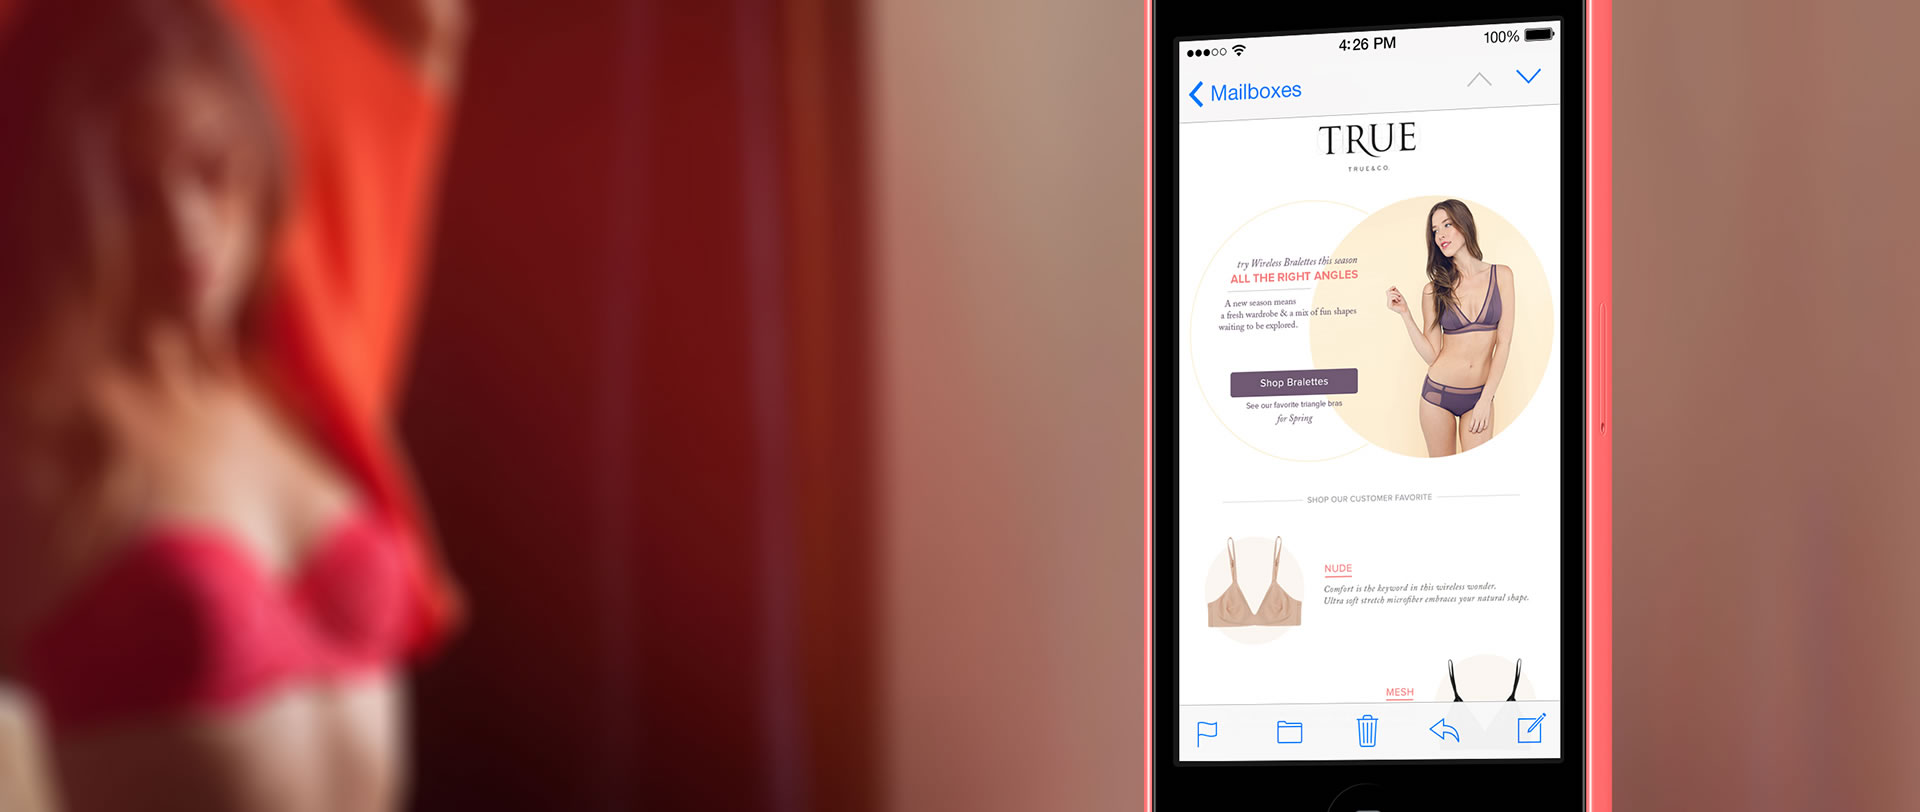 4:26 PM
100%
Mailboxes
TRUE
TRUE&CO.
try Wireless Bralettes this season
ALL THE RIGHT ANGLES
A new season means
a fresh wardrobe & a mix of fun shapes
waiting to be explored.
Shop Bralettes
See our favorite triangle bras
for Spring
SHOP OUR CUSTOMER FAVORITE
NUDE
Comfort is the keyword in this wireless wonder.
Ultra soft stretch microfiber embraces your natural shape.
MESH